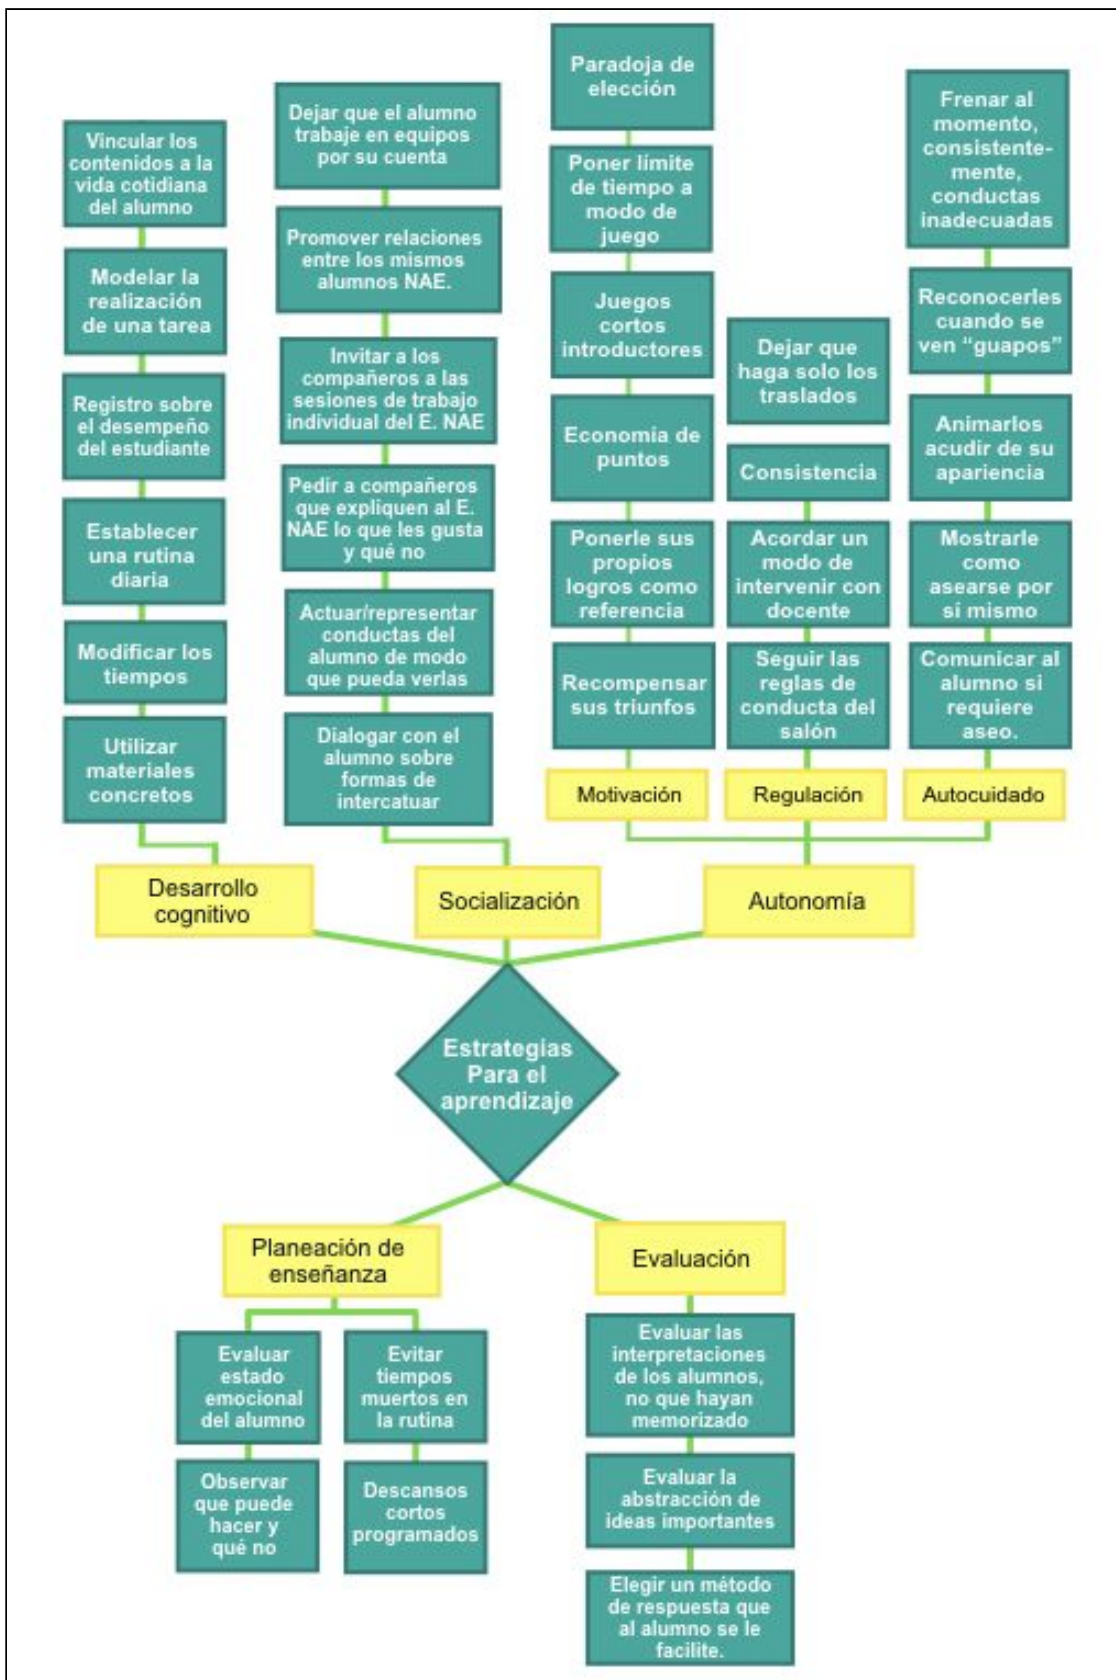 Vincular los
contenidos a la
vida cotidiana
del alumno
Modelar la
realización
de una tarea
Registro sobre
el desempeño
del estudiante
Establecer
una rutina
diaria
Modificar los
tiempos
Utilizar
materiales
concretos
Desarrollo
cognitivo
Dejar que el alumno
trabaje en equipos
por su cuenta
Promover relaciones
entre los mismos
alumnos NAE.
Invitar a los
compañeros a las
sesiones de trabajo
individual del E. NAE
Pedir a compañeros
que expliquen al E.
NAE lo que les gusta
y qué no
Actuar/representar
conductas del
alumno de modo
que pueda verlas
Dialogar con el
alumno sobre
formas de
intercatuar
Socialización
Paradoja de
elección
Poner límite
de tiempo a
modo de
juego
Juegos
cortos
introductores
Economía de
puntos
Ponerle sus
propios
logros como
referencia
Recompensar
sus triunfos
Motivación
Dejar que
haga solo los
traslados
Consistencia
Acordar un
modo de
intervenir con
docente
Seguir las
reglas de
conducta del
salón
Regulación
Frenar al
momento,
consistente-
mente,
conductas
inadecuadas
Reconocerles
cuando se
ven “guapos”
Animarlos
acudir de su
apariencia
Mostrarle
como
asearse por
sí mismo
Comunicar al
alumno si
requiere
aseo.
Autocuidado
Autonomía
Estrategias
Para el
aprendizaje
Planeación de
enseñanza
Evaluar
estado
emocional
del alumno
Observar
que puede
hacer y
qué no
Evitar
tiempos
muertos en
la rutina
Descansos
cortos
programados
Evaluación
Evaluar las
interpretaciones
de los alumnos,
no que hayan
memorizado
Evaluar la
abstracción de
ideas importantes
Elegir un método
de respuesta que
al alumno se le
facilite.